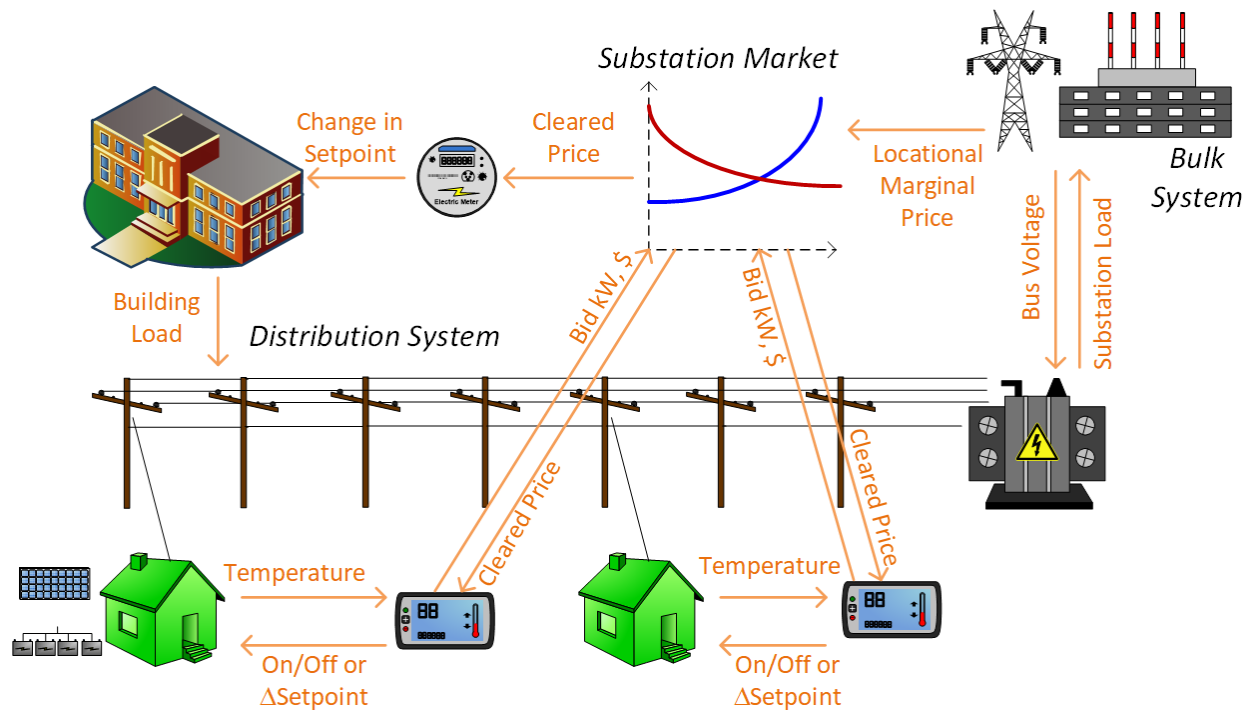 Substation Market
Change in
Setpoint
Cleared
Price
Electric Meter
Locational
Marginal
Price
Bulk
System
Bus Voltage
Substation Load
Building
Load
Distribution System
Bid kW, $
Cleared Price
Bid kW, $
Cleared Price
Temperature
On/Off or
ΔSetpoint
88
Temperature
On/Off or
ΔSetpoint
88